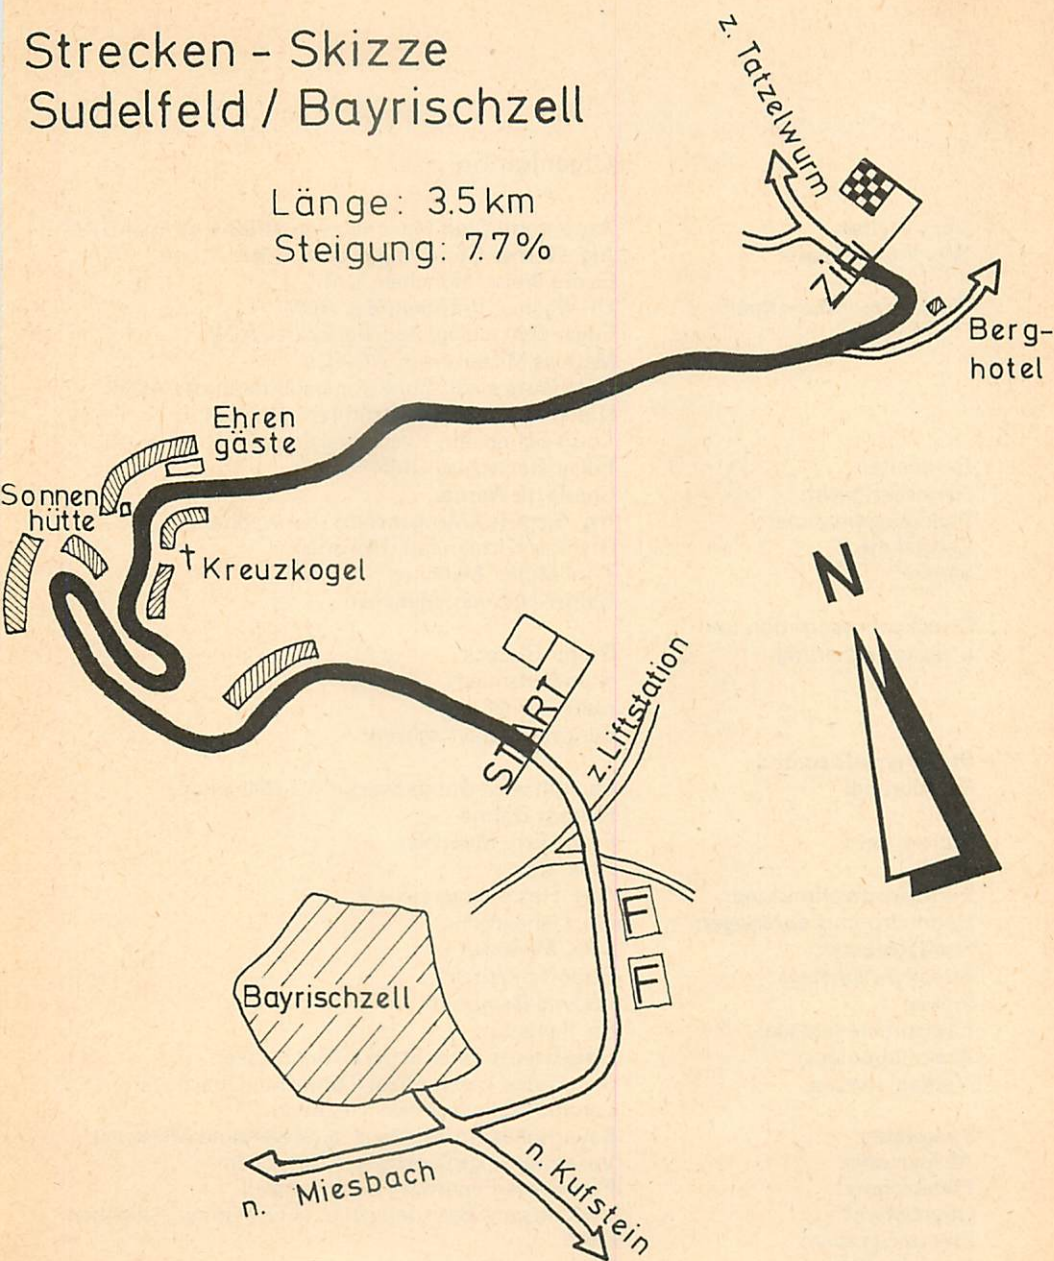 Strecken - Skizze
Sudelfeld / Bayrischzell
Länge: 3.5 km
Steigung: 7.7%
z. Tatzelwurm
Ziel
Berg-
hotel
Ehren
gäste
Sonnen
hütte
† Kreuzkogel
N
START
z. Liftstation
F
F
Bayrischzell
n. Miesbach
n. Kufstein